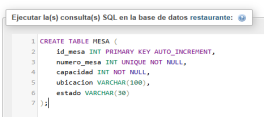 Ejecutar la(s) consulta(s) SQL en la base de datos restaurante:
1 CREATE TABLE MESA (
2 id_mesa INT PRIMARY KEY AUTO_INCREMENT,
3 numero_mesa INT UNIQUE NOT NULL,
4 capacidad INT NOT NULL,
5 ubicacion VARCHAR(100),
6 estado VARCHAR(30)
7 );